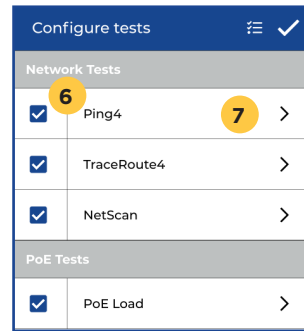 Configure tests
Network Tests
6
Ping4
7
TraceRoute4
NetScan
PoE Tests
PoE Load